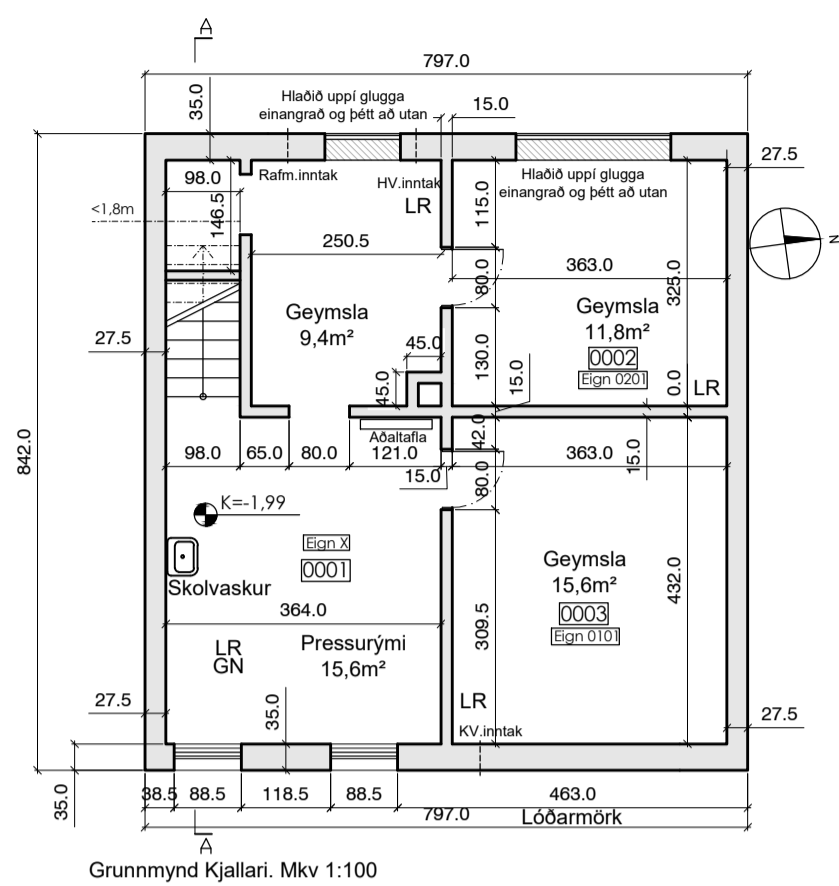 A
797.0
35.0
Hlaðið uppí glugga
einangrað og þétt að utan
15.0
27.5
98.0
Rafm.inntak
HV.inntak
LR
Hlaðið uppí glugga
einangrað og þétt að utan
<1,8m
146.5
115.0
N
250.5
363.0
80.0
325.0
Geymsla
9,4m²
Geymsla
11,8m²
0002
Eign 0201
27.5
45.0
45.0
130.0
15.0
0.0
LR
842.0
Aðaltafla
42.0
98.0
65.0
80.0
121.0
363.0
15.0
15.0
80.0
K=-1,99
Eign X
0001
Skolvaskur
Geymsla
15,6m²
0003
Eign 0101
432.0
364.0
309.5
LR
GN
Pressurými
15,6m²
27.5
35.0
LR
KV.inntak
27.5
35.0
38.5
88.5
118.5
88.5
463.0
797.0
Lóðarmörk
A
Grunnmynd Kjallari. Mkv 1:100